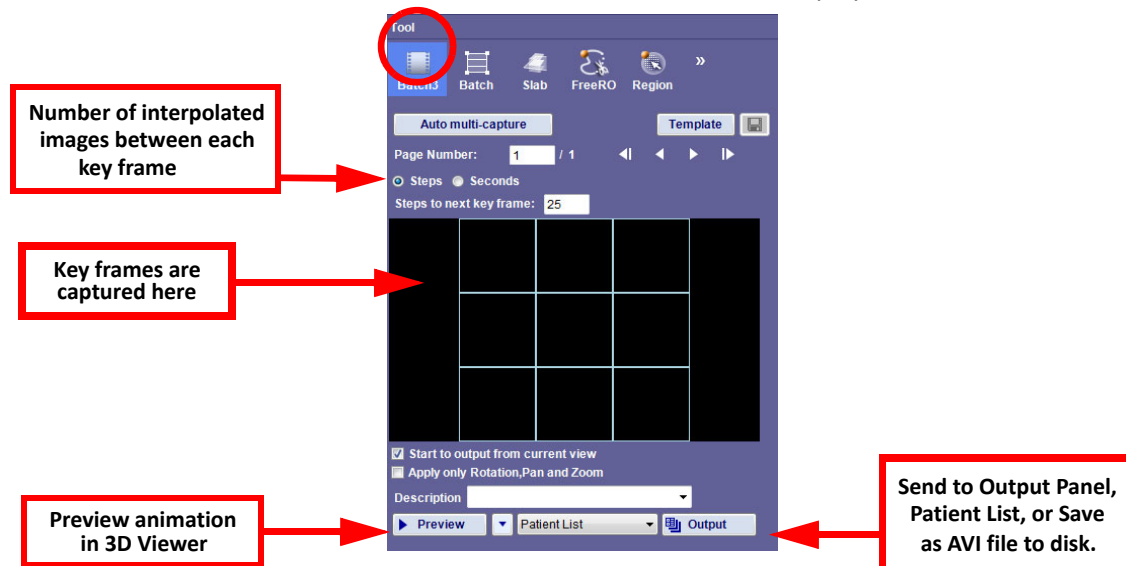 Tool
Batch3 Batch Slab FreeRO Region »
Number of interpolated
images between each
key frame
Auto multi-capture Template
Page Number: 1 / 1
Steps Seconds
Steps to next key frame: 25
Key frames are
captured here
Start to output from current view
Apply only Rotation,Pan and Zoom
Description
Preview Patient List Output
Preview animation
in 3D Viewer
Send to Output Panel,
Patient List, or Save
as AVI file to disk.